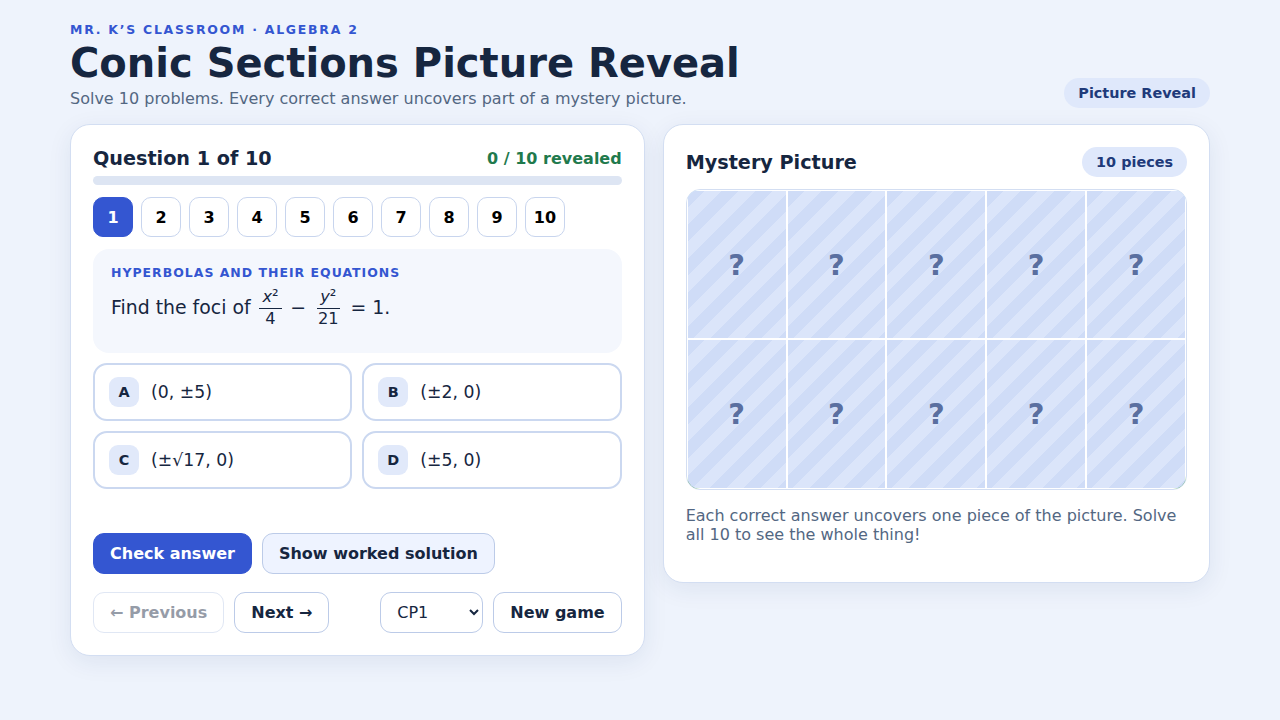 MR. K’S CLASSROOM · ALGEBRA 2
Conic Sections Picture Reveal
Solve 10 problems. Every correct answer uncovers part of a mystery picture.
Picture Reveal
Question 1 of 10
0 / 10 revealed
1 2 3 4 5 6 7 8 9 10
HYPERBOLAS AND THEIR EQUATIONS
Find the foci of x²/4 − y²/21 = 1.
A (0, ±5)
B (±2, 0)
C (±√17, 0)
D (±5, 0)
Check answer
Show worked solution
← Previous
Next →
CP1
New game
Mystery Picture
10 pieces
? ? ? ? ?
? ? ? ? ?
Each correct answer uncovers one piece of the picture. Solve
all 10 to see the whole thing!